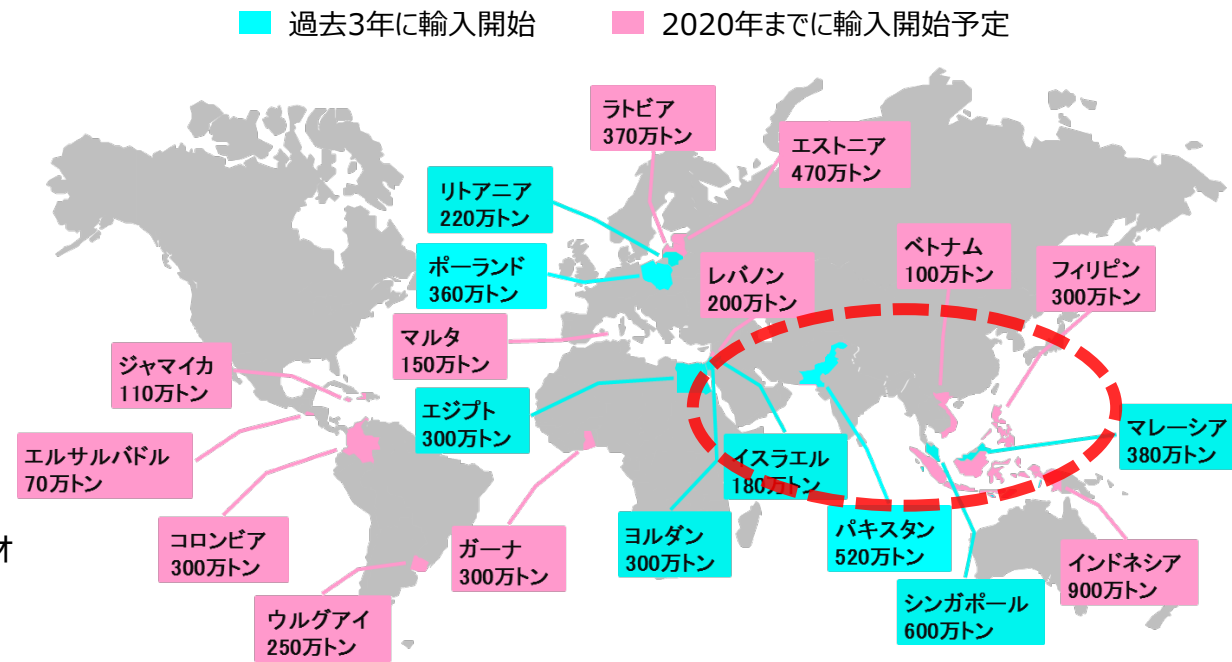 過去3年に輸入開始
2020年までに輸入開始予定
ラトビア
370万トン
エストニア
470万トン
リトアニア
220万トン
ポーランド
360万トン
レバノン
200万トン
ベトナム
100万トン
フィリピン
300万トン
マルタ
150万トン
ジャマイカ
110万トン
エジプト
300万トン
エルサルバドル
70万トン
マレーシア
380万トン
イスラエル
180万トン
コロンビア
300万トン
ガーナ
300万トン
ヨルダン
300万トン
パキスタン
520万トン
インドネシア
900万トン
ウルグアイ
250万トン
シンガポール
600万トン
材